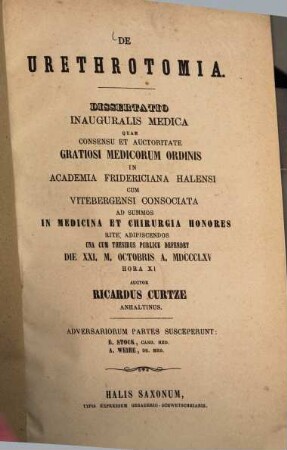 DE
URETHROTOMIA.
DISSERTATIO
INAUGURALIS MEDICA
QUAM
CONSENSU ET AUCTORITATE
GRATIOSI MEDICORUM ORDINIS
IN
ACADEMIA FRIDERICIANA HALENSI
CUM
VITEBERGENSI CONSOCIATA
AD SUMMOS
IN MEDICINA ET CHIRURGIA HONORES
RITE ADIPISCENDOS
UNA CUM THESIBUS PUBLICE DEFENDET
DIE XXI, M. OCTOBRIS A. MDCCCLXV
HORA XI
AUCTOR
RICARDUS CURTZE
ANHALTINUS.
ADVERSARIORUM PARTES SUSCEPERUNT:
STOCK, CAND. MED.
A. WEISE, DR. MED.
HALIS SAXONUM,
TYPIS EXPRESSUM GEBAUERIO-SCHWETSCHKIANIS.